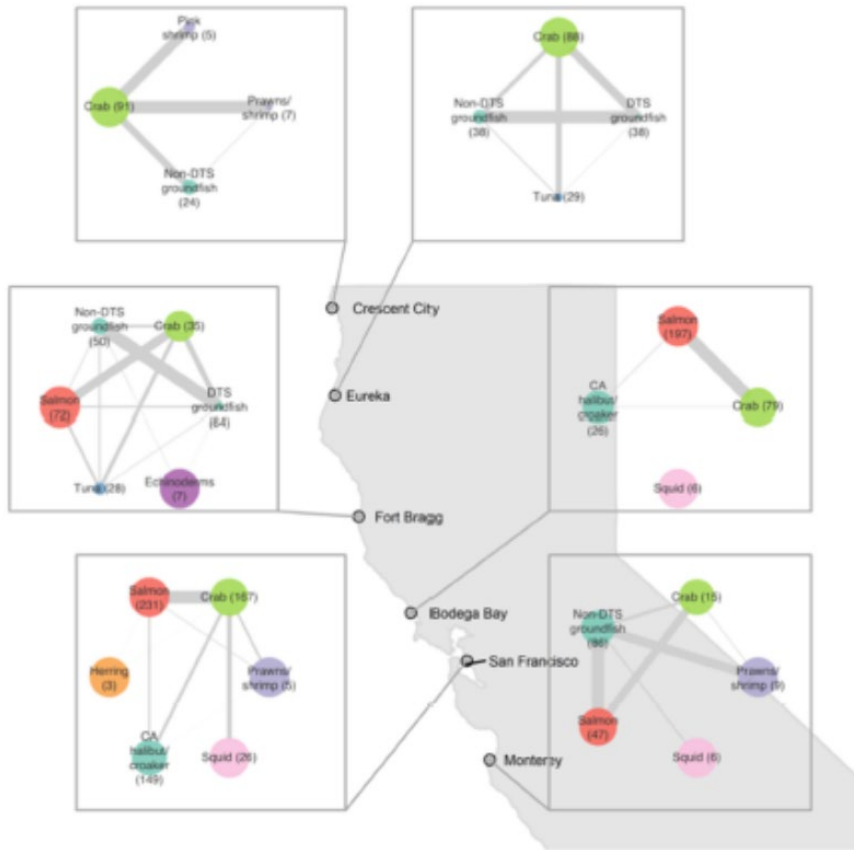 Pink
shrimp (5)
Crab (91)
Prawns/
shrimp (7)
Non-DTS
groundfish
(24)
Crab (88)
Non-DTS
groundfish
(38)
DTS
groundfish
(38)
Tuna (29)
Crescent City
Eureka
Non-DTS
groundfish
(50)
Crab (35)
Salmon
(72)
DTS
groundfish
(64)
Tuna (28)
Echinoderms
(7)
Salmon
(197)
CA
halibut/
croaker
(26)
Crab (79)
Squid (6)
Fort Bragg
Bodega Bay
San Francisco
Monterey
Salmon
(231)
Crab (167)
Herring
(3)
Prawns/
shrimp (5)
CA
halibut/
croaker
(149)
Squid (26)
Crab (15)
Non-DTS
groundfish
(86)
Prawns/
shrimp (9)
Salmon
(47)
Squid (6)